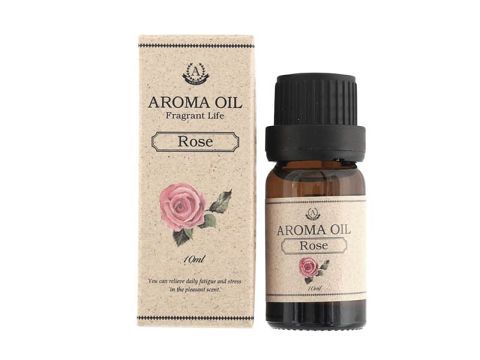 A
AROMA OIL
Fragrant Life
Rose
10ml
You can relieve daily fatigue and stress
in the pleasant scent.
A
AROMA OIL
Rose
10ml